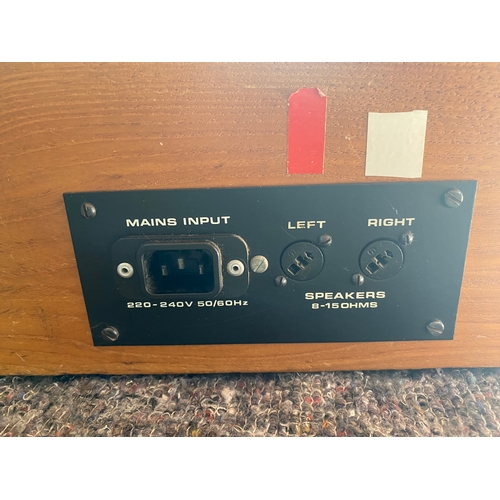 MAINS INPUT
220-240V 50/60Hz
LEFT
RIGHT
SPEAKERS
8-15OHMS